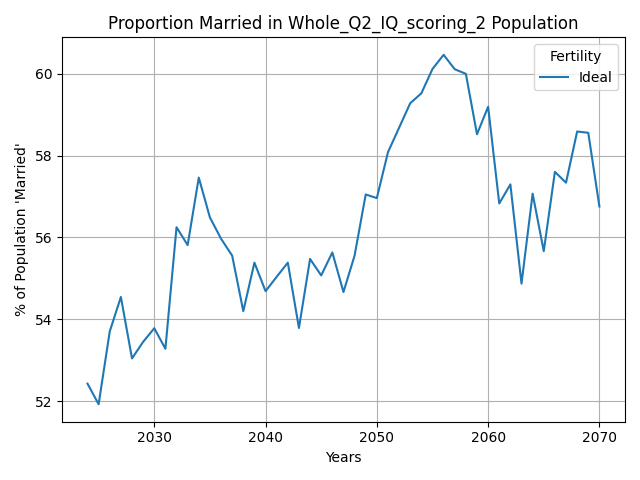 Proportion Married in Whole_Q2_IQ_scoring_2 Population
Fertility
Ideal
60
58
56
54
52
% of Population 'Married'
2030
2040
2050
2060
2070
Years